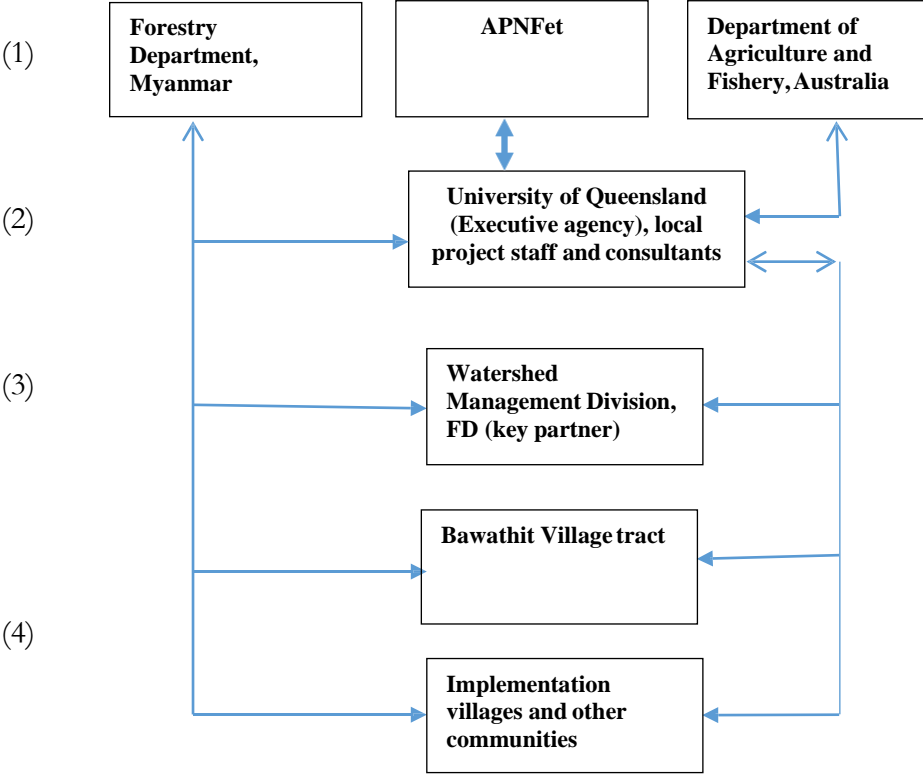 (1)
Forestry
Department,
Myanmar
APNFet
Department of
Agriculture and
Fishery, Australia
(2)
University of Queensland
(Executive agency), local
project staff and consultants
(3)
Watershed
Management Division,
FD (key partner)
Bawathit Village tract
(4)
Implementation
villages and other
communities